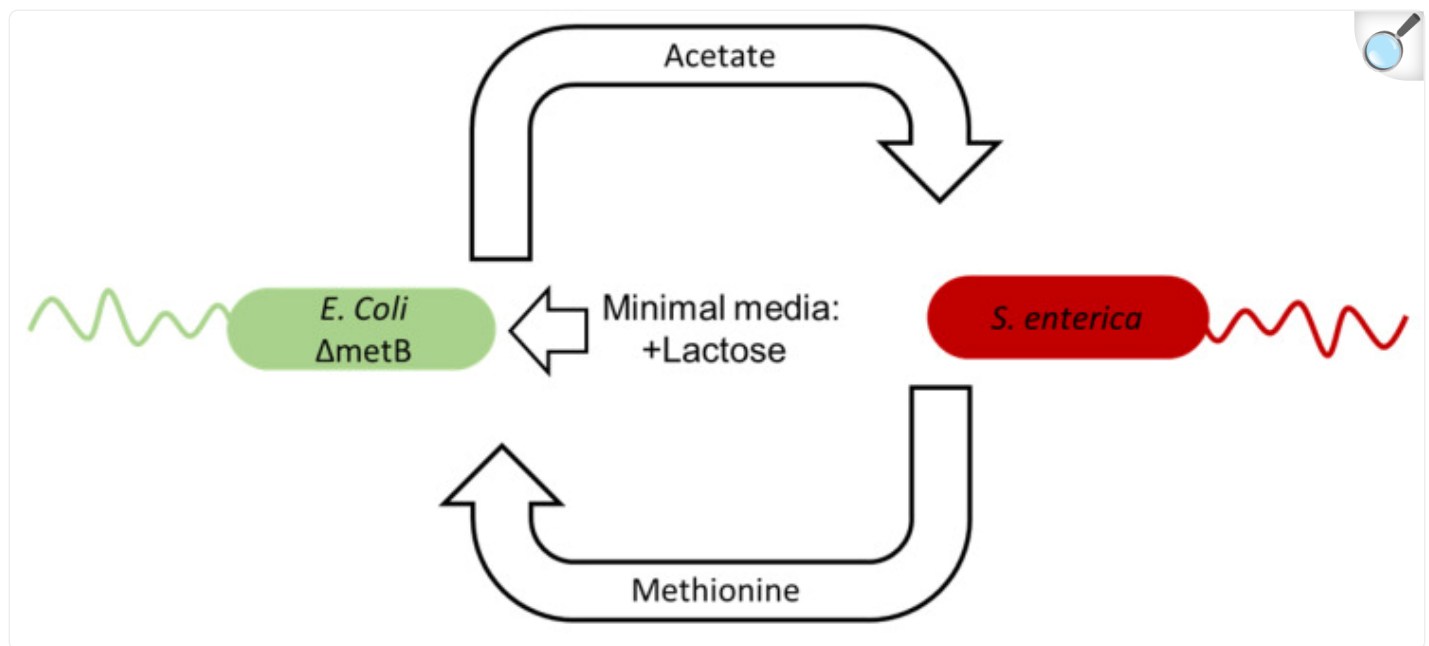 Acetate
E. Coli
ΔmetB
Minimal media:
+Lactose
S. enterica
Methionine